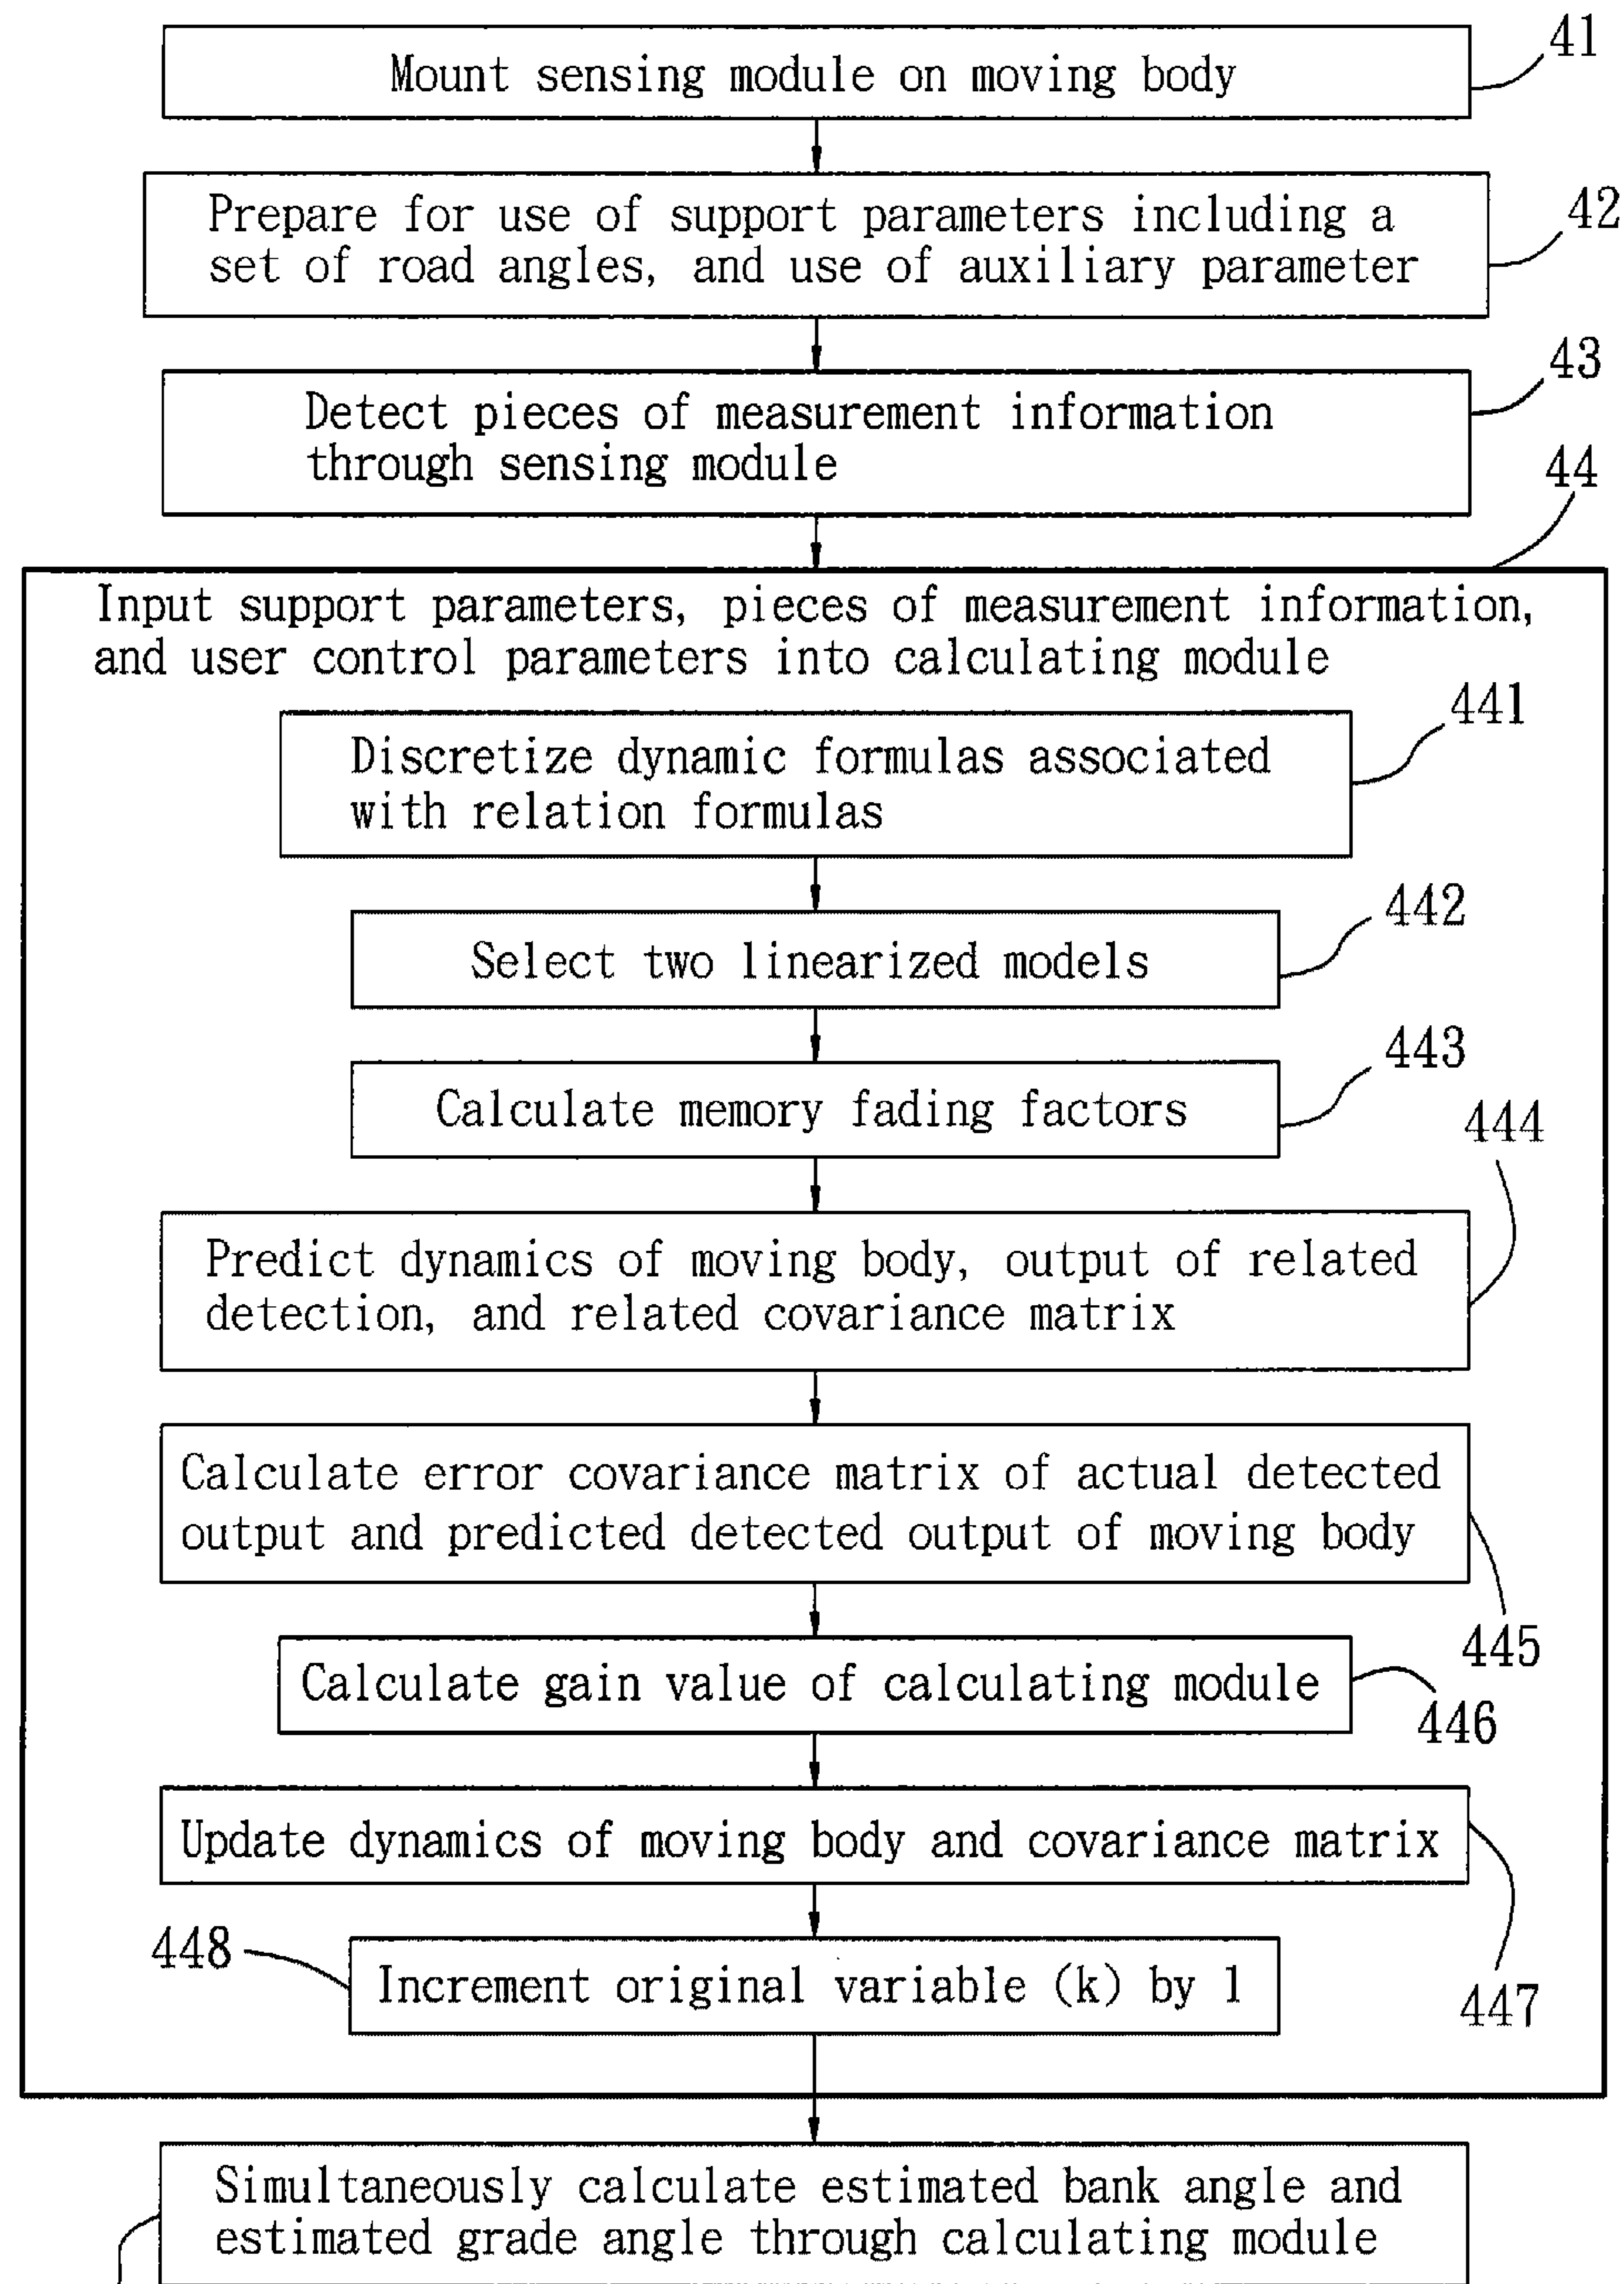 Mount sensing module on moving body
41
Prepare for use of support parameters including a
set of road angles, and use of auxiliary parameter
42
Detect pieces of measurement information
through sensing module
43
44
Input support parameters, pieces of measurement information,
and user control parameters into calculating module
Discretize dynamic formulas associated
with relation formulas
441
Select two linearized models
442
Calculate memory fading factors
443
Predict dynamics of moving body, output of related
detection, and related covariance matrix
444
Calculate error covariance matrix of actual detected
output and predicted detected output of moving body
445
Calculate gain value of calculating module
446
Update dynamics of moving body and covariance matrix
447
448
Increment original variable (k) by 1
Simultaneously calculate estimated bank angle and
estimated grade angle through calculating module